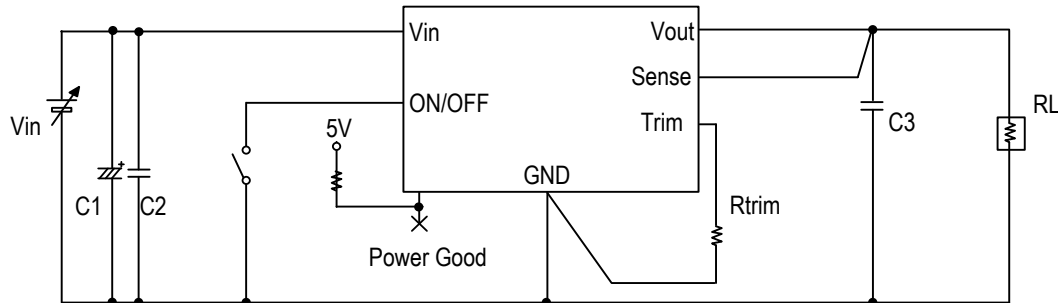 Vin
Vout
Sense
ON/OFF
Trim
GND
Vin
5V
+
C1
C2
Power Good
Rtrim
C3
RL